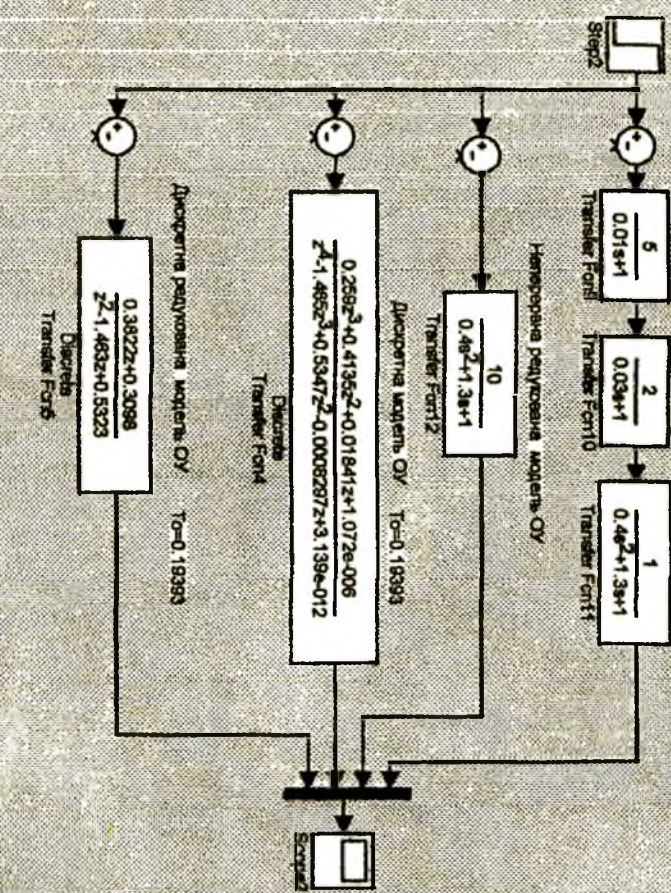 Step2
5
0.01s+1
Transfer Fcn9
2
0.03s+1
Transfer Fcn10
1
0.4s²+1.3s+1
Transfer Fcn11
Неперервна редукована модель ОУ
10
0.4s²+1.3s+1
Transfer Fcn12
0.259z³+0.4135z²+0.01841z+1.072e-006
z⁴-1.465z³+0.5347z²-0.0008297z+3.139e-012
Дискретна модель ОУ To=0.19393
Discrete
Transfer Fcn4
Дискретна редукована модель ОУ To=0.19393
0.3822z+0.3098
z²-1.463z+0.5323
Discrete
Transfer Fcn5
Scope2